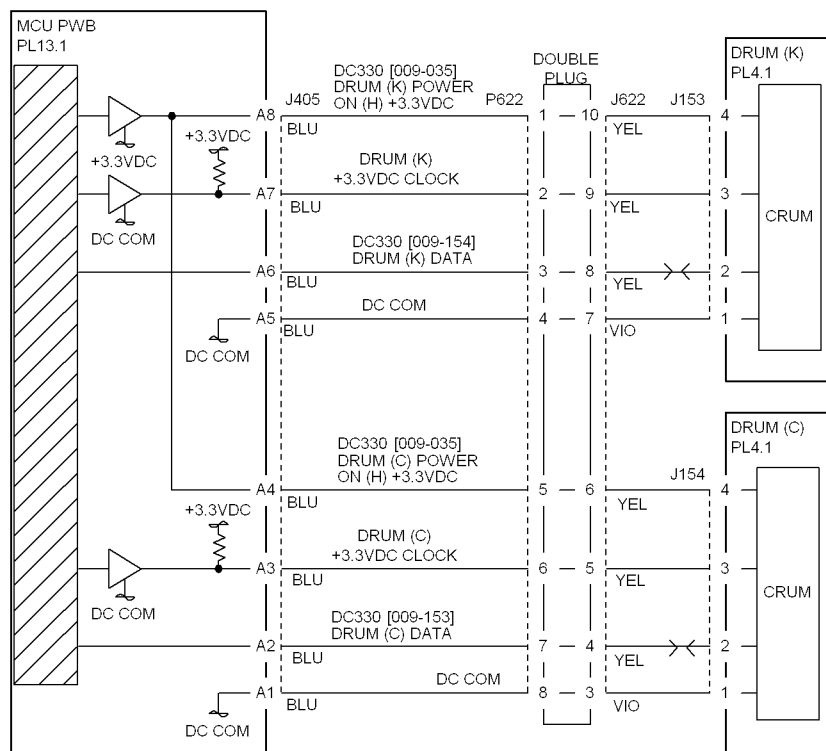 MCU PWB
PL13.1
+3.3VDC
+3.3VDC
DC COM
DC COM
+3.3VDC
DC COM
DC COM
A8
A7
A6
A5
A4
A3
A2
A1
J405
BLU
BLU
BLU
BLU
BLU
BLU
BLU
BLU
DC330 [009-035]
DRUM (K) POWER
ON (H) +3.3VDC
DRUM (K)
+3.3VDC CLOCK
DC330 [009-154]
DRUM (K) DATA
DC COM
DC330 [009-035]
DRUM (C) POWER
ON (H) +3.3VDC
DRUM (C)
+3.3VDC CLOCK
DC330 [009-153]
DRUM (C) DATA
DC COM
P622
DOUBLE
PLUG
1 10
2 9
3 8
4 7
5 6
6 5
7 4
8 3
J622
YEL
YEL
YEL
VIO
YEL
YEL
YEL
VIO
J153
J154
DRUM (K)
PL4.1
4
3
2
1
CRUM
DRUM (C)
PL4.1
4
3
2
1
CRUM